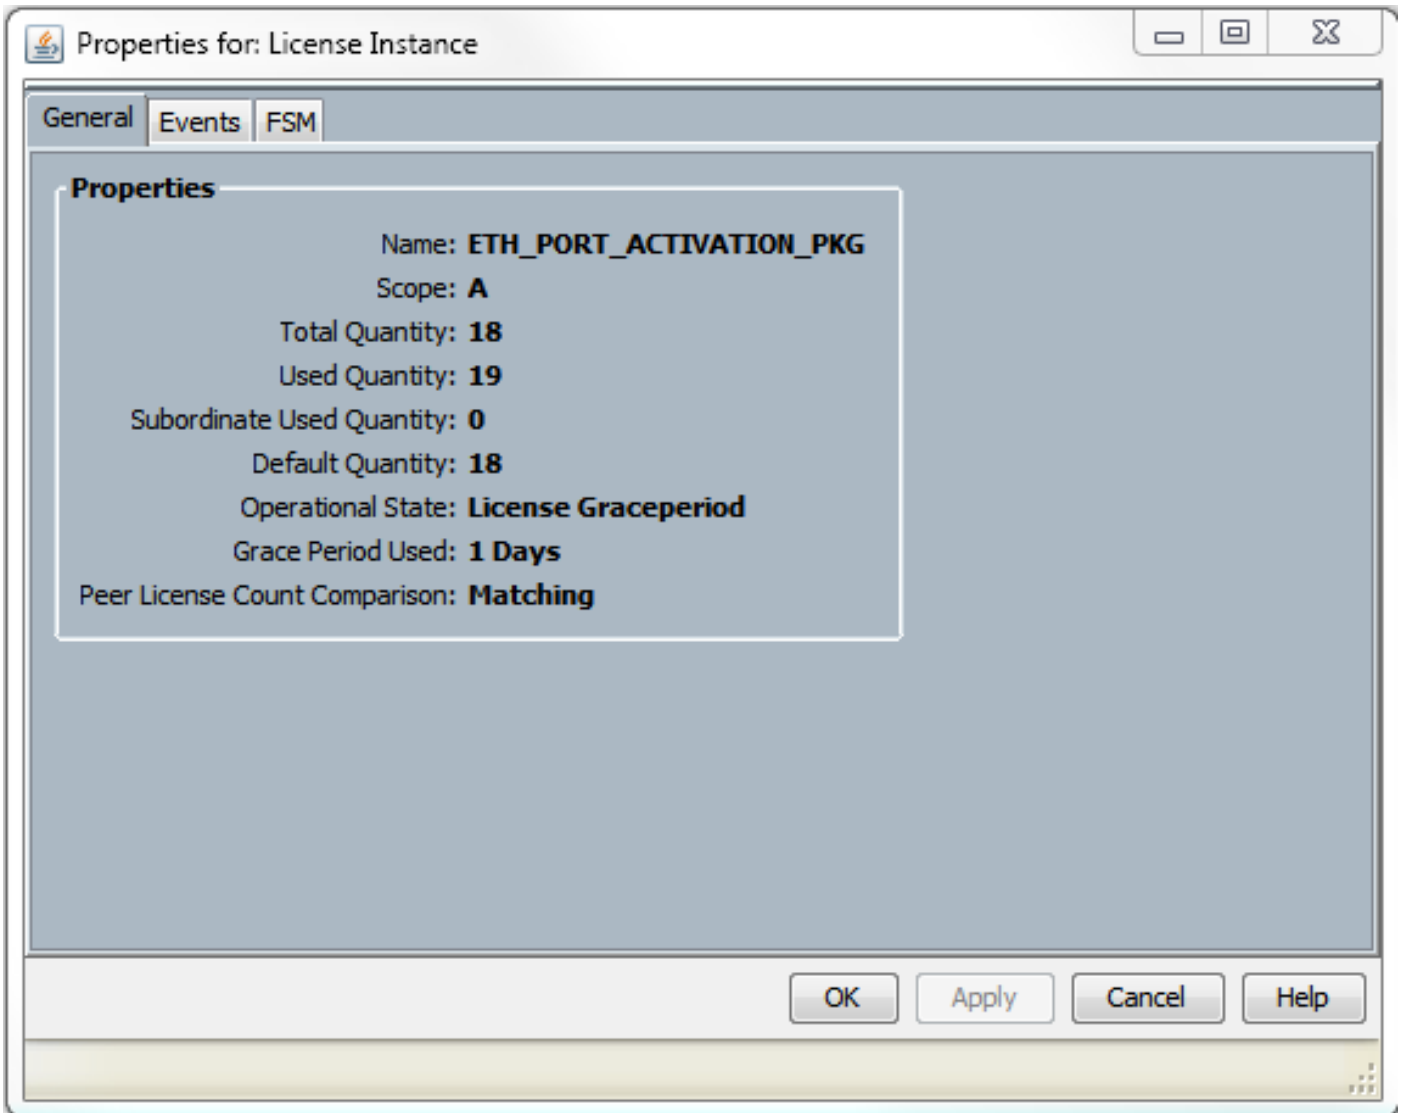 Properties for: License Instance
General Events FSM
Properties
Name: ETH_PORT_ACTIVATION_PKG
Scope: A
Total Quantity: 18
Used Quantity: 19
Subordinate Used Quantity: 0
Default Quantity: 18
Operational State: License Graceperiod
Grace Period Used: 1 Days
Peer License Count Comparison: Matching
OK Apply Cancel Help